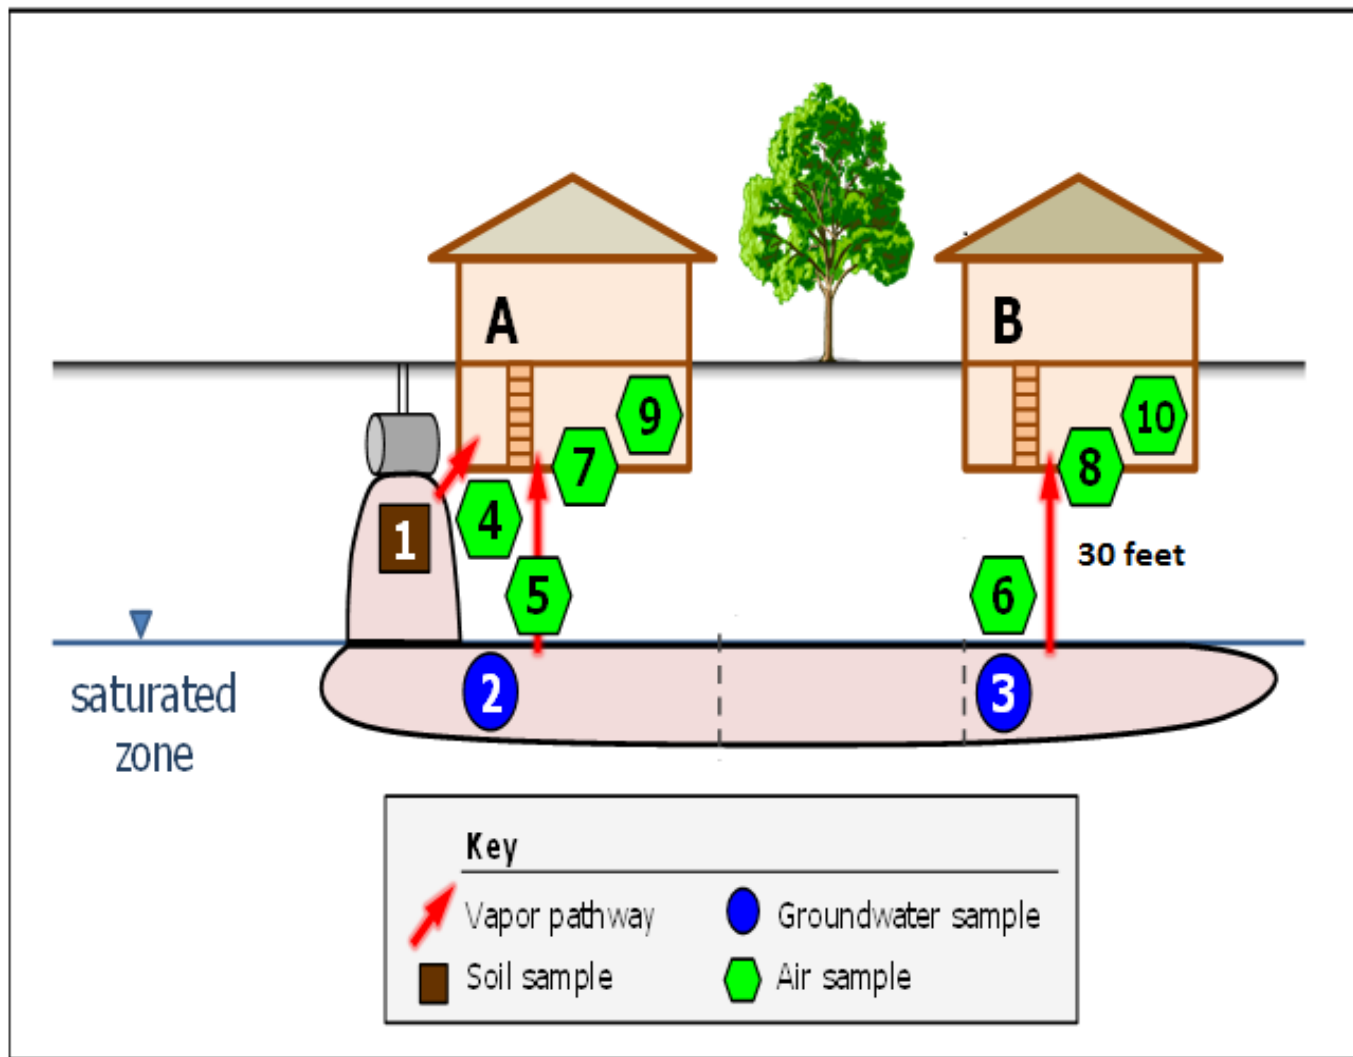 A
B
9
10
7
8
4
1
30 feet
5
6
saturated
zone
2
3
Key
Vapor pathway
Groundwater sample
Soil sample
Air sample